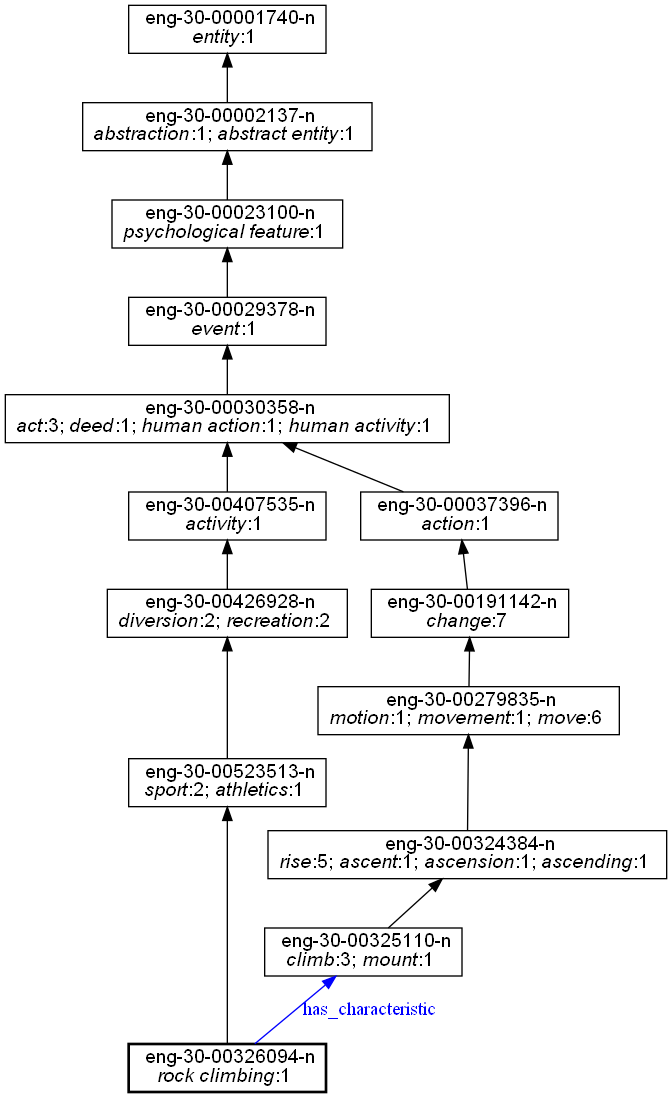 eng-30-00001740-n
entity:1
eng-30-00002137-n
abstraction:1; abstract entity:1
eng-30-00023100-n
psychological feature:1
eng-30-00029378-n
event:1
eng-30-00030358-n
act:3; deed:1; human action:1; human activity:1
eng-30-00407535-n
activity:1
eng-30-00037396-n
action:1
eng-30-00426928-n
diversion:2; recreation:2
eng-30-00191142-n
change:7
eng-30-00279835-n
motion:1; movement:1; move:6
eng-30-00523513-n
sport:2; athletics:1
eng-30-00324384-n
rise:5; ascent:1; ascension:1; ascending:1
eng-30-00325110-n
climb:3; mount:1
has_characteristic
eng-30-00326094-n
rock climbing:1